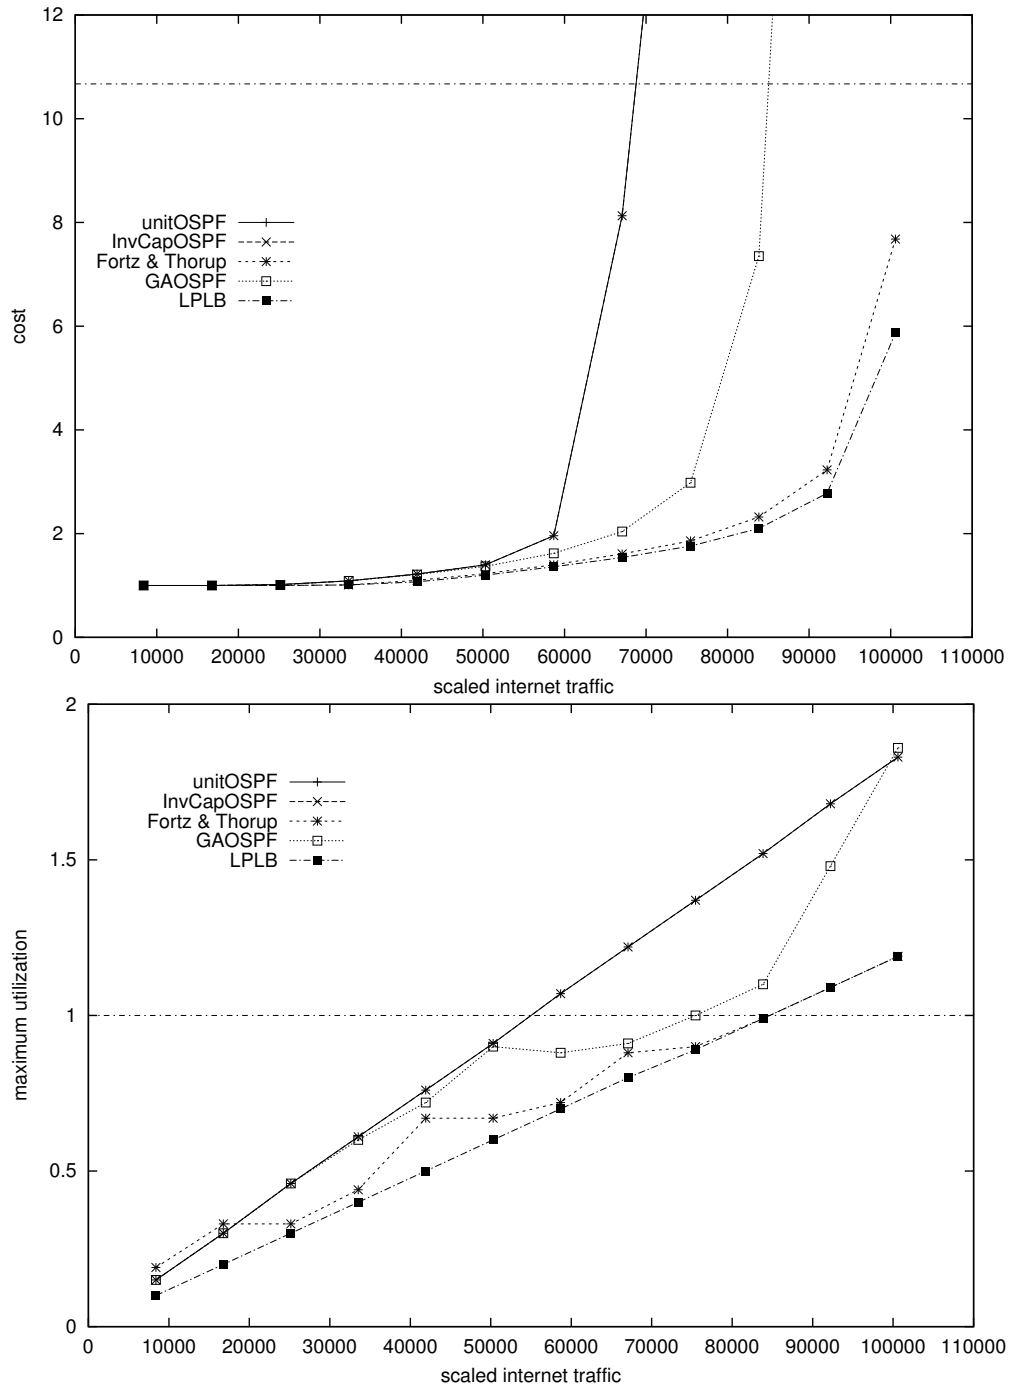 12
10
8
6
4
2
0
cost
unitOSPF
InvCapOSPF
Fortz & Thorup
GAOSPF
LPLB
0 10000 20000 30000 40000 50000 60000 70000 80000 90000 100000 110000
scaled internet traffic
2
1.5
1
0.5
0
maximum utilization
unitOSPF
InvCapOSPF
Fortz & Thorup
GAOSPF
LPLB
0 10000 20000 30000 40000 50000 60000 70000 80000 90000 100000 110000
scaled internet traffic